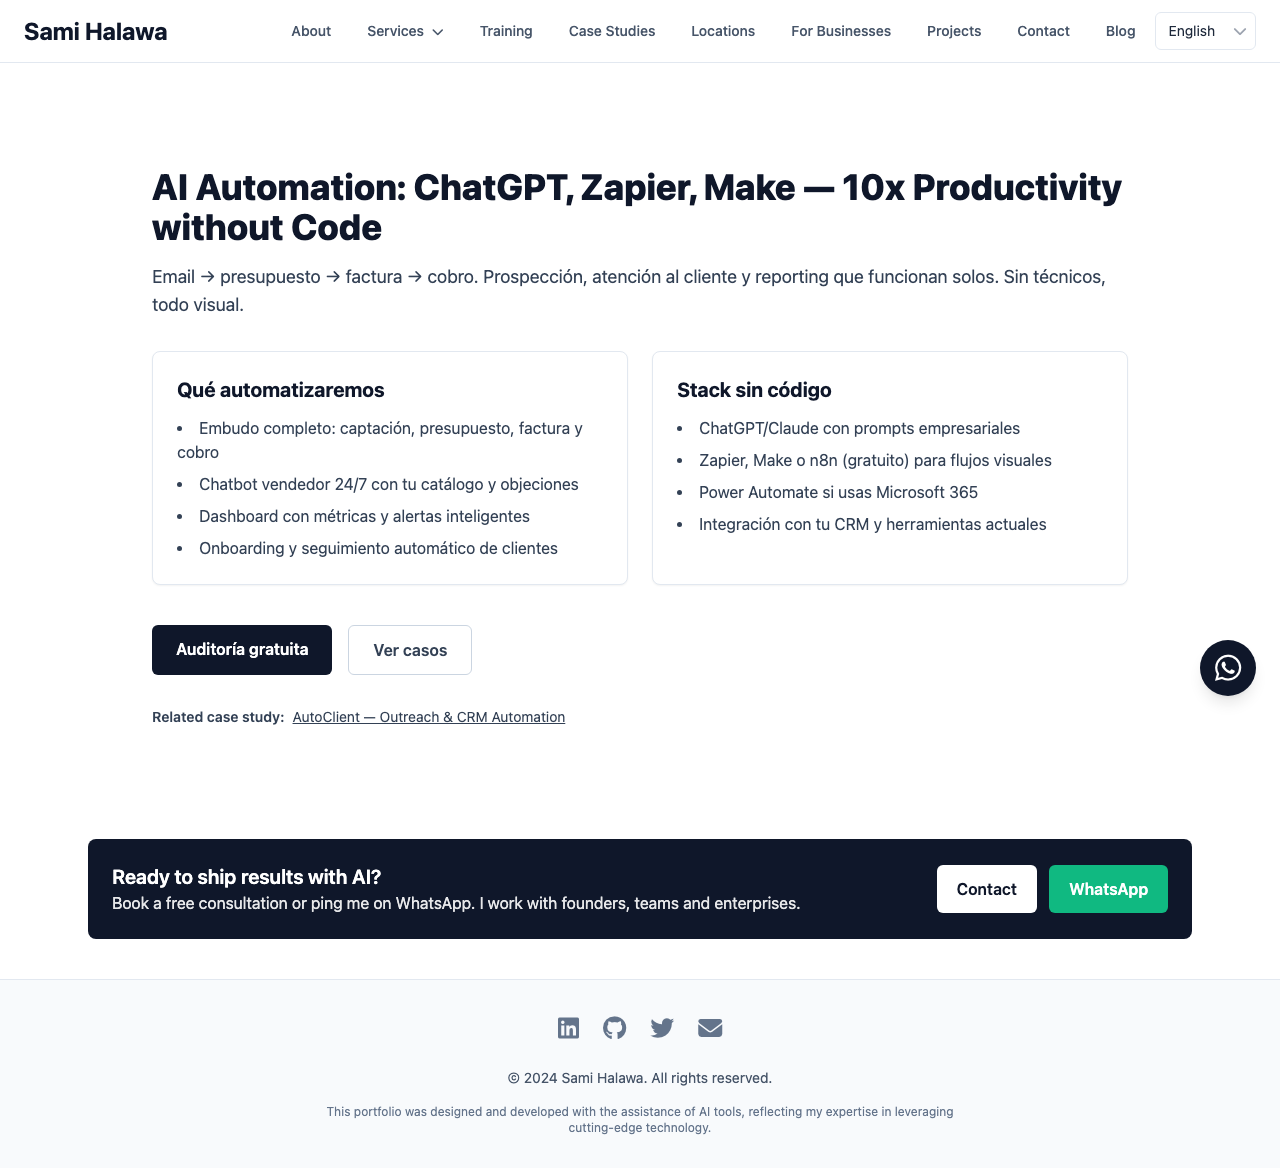 Sami Halawa
About
Services
Training
Case Studies
Locations
For Businesses
Projects
Contact
Blog
English
AI Automation: ChatGPT, Zapier, Make — 10x Productivity
without Code
Email → presupuesto → factura → cobro. Prospección, atención al cliente y reporting que funcionan solos. Sin técnicos,
todo visual.
Qué automatizaremos
• Embudo completo: captación, presupuesto, factura y
cobro
• Chatbot vendedor 24/7 con tu catálogo y objeciones
• Dashboard con métricas y alertas inteligentes
• Onboarding y seguimiento automático de clientes
Stack sin código
• ChatGPT/Claude con prompts empresariales
• Zapier, Make o n8n (gratuito) para flujos visuales
• Power Automate si usas Microsoft 365
• Integración con tu CRM y herramientas actuales
Auditoría gratuita
Ver casos
Related case study: AutoClient — Outreach & CRM Automation
Ready to ship results with AI?
Book a free consultation or ping me on WhatsApp. I work with founders, teams and enterprises.
Contact
WhatsApp
© 2024 Sami Halawa. All rights reserved.
This portfolio was designed and developed with the assistance of AI tools, reflecting my expertise in leveraging
cutting-edge technology.